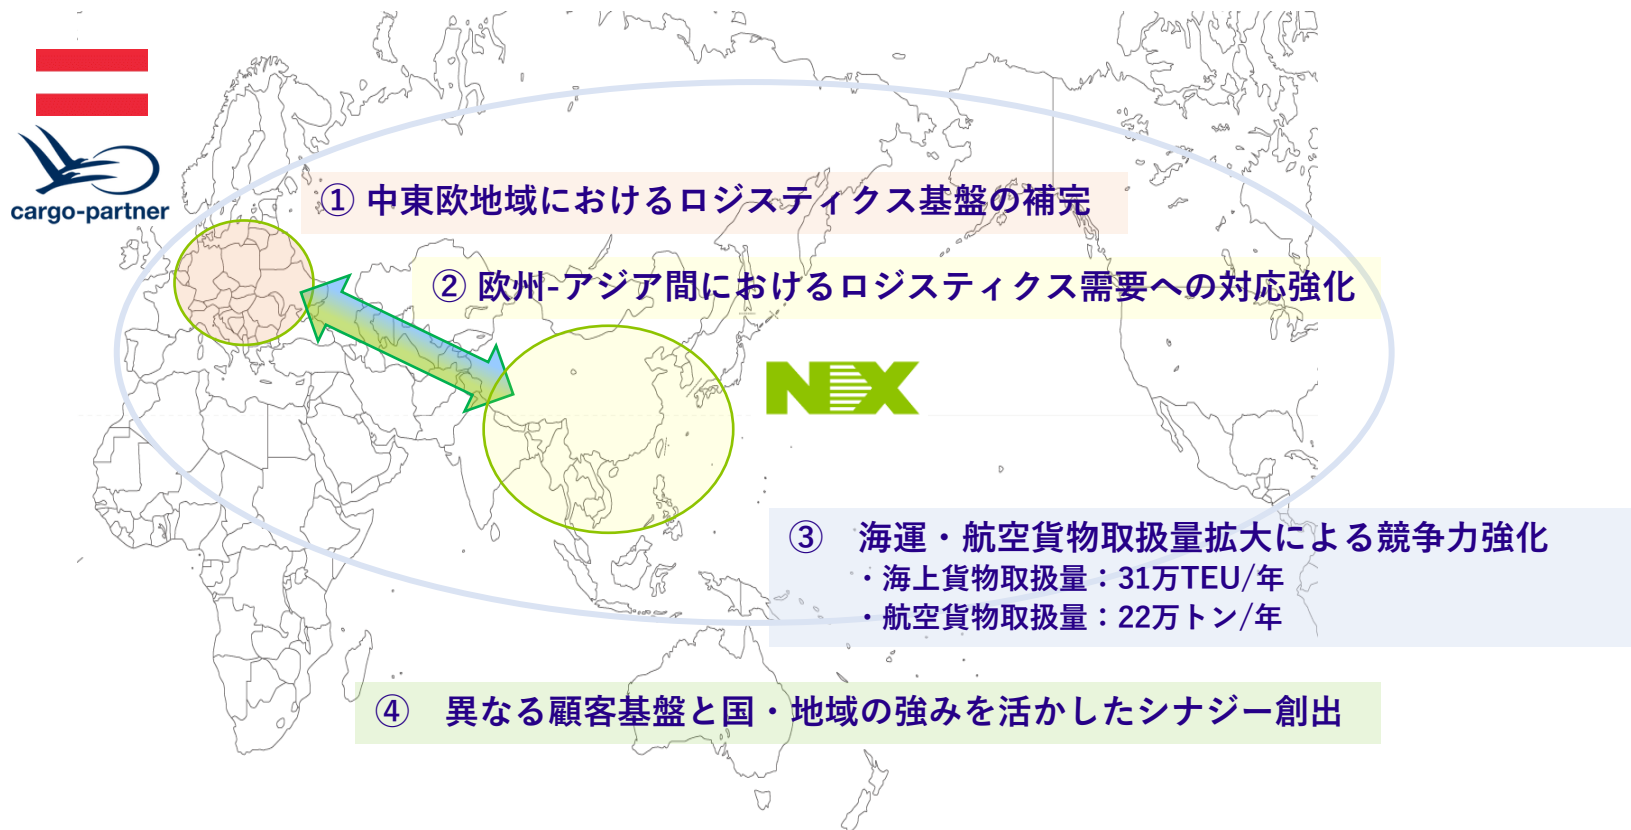 cargo-partner
① 中東欧地域におけるロジスティクス基盤の補完
② 欧州-アジア間におけるロジスティクス需要への対応強化
NX
③　海運・航空貨物取扱量拡大による競争力強化
・海上貨物取扱量：31万TEU/年
・航空貨物取扱量：22万トン/年
④　異なる顧客基盤と国・地域の強みを活かしたシナジー創出